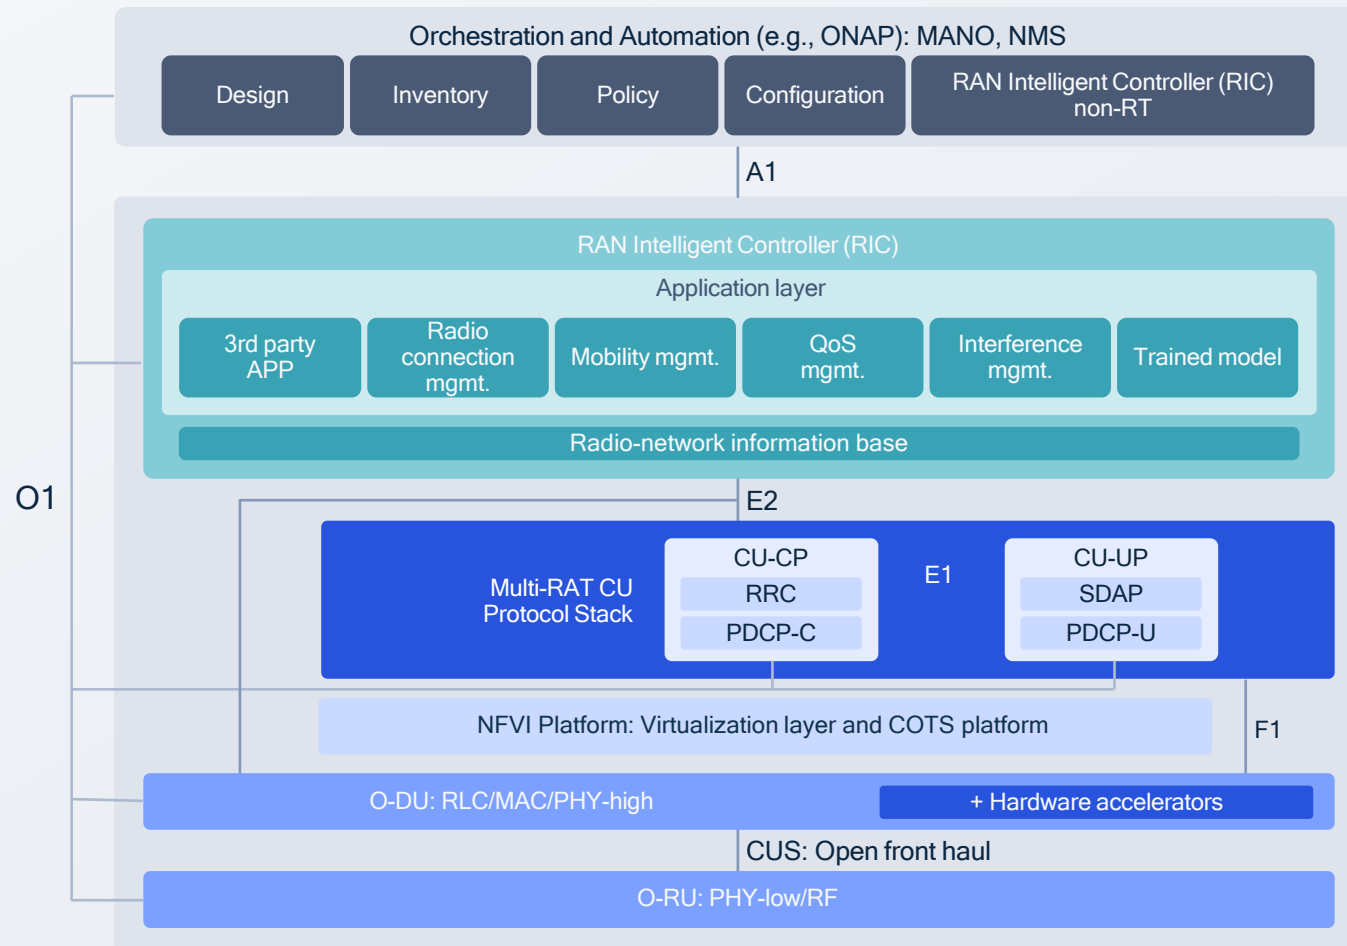 Orchestration and Automation (e.g., ONAP): MANO, NMS
Design
Inventory
Policy
Configuration
RAN Intelligent Controller (RIC)
non-RT
A1
RAN Intelligent Controller (RIC)
Application layer
3rd party
APP
Radio
connection
mgmt.
Mobility mgmt.
QoS
mgmt.
Interference
mgmt.
Trained model
Radio-network information base
O1
E2
Multi-RAT CU
Protocol Stack
CU-CP
RRC
PDCP-C
E1
CU-UP
SDAP
PDCP-U
NFVI Platform: Virtualization layer and COTS platform
F1
O-DU: RLC/MAC/PHY-high
+ Hardware accelerators
CUS: Open front haul
O-RU: PHY-low/RF